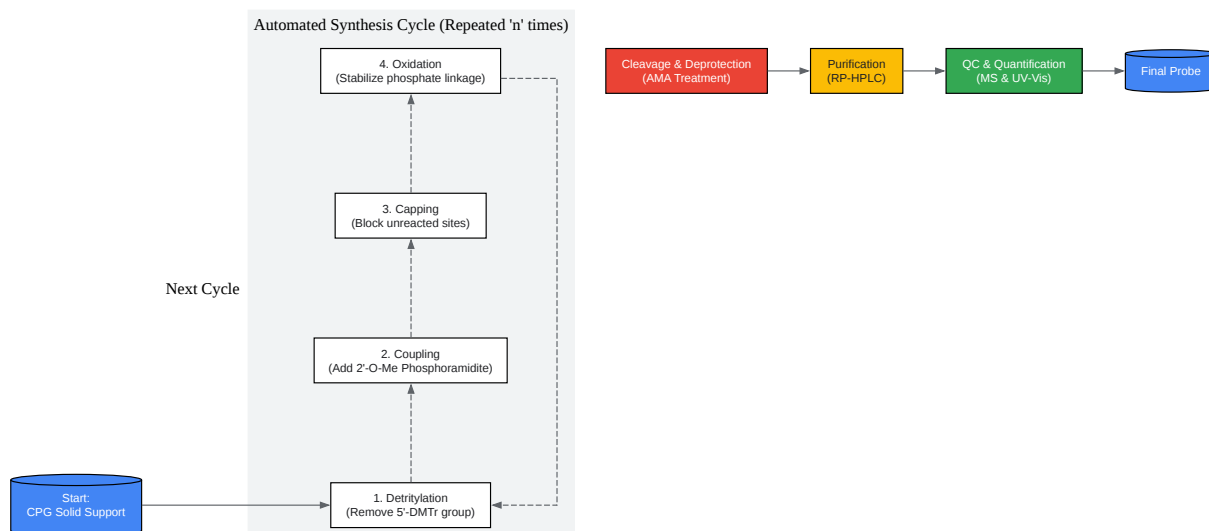 Automated Synthesis Cycle (Repeated 'n' times)
4. Oxidation
(Stabilize phosphate linkage)
Cleavage & Deprotection
(AMA Treatment)
Purification
(RP-HPLC)
QC & Quantification
(MS & UV-Vis)
Final Probe
3. Capping
(Block unreacted sites)
Next Cycle
2. Coupling
(Add 2'-O-Me Phosphoramidite)
1. Detritylation
(Remove 5'-DMTr group)
Start:
CPG Solid Support